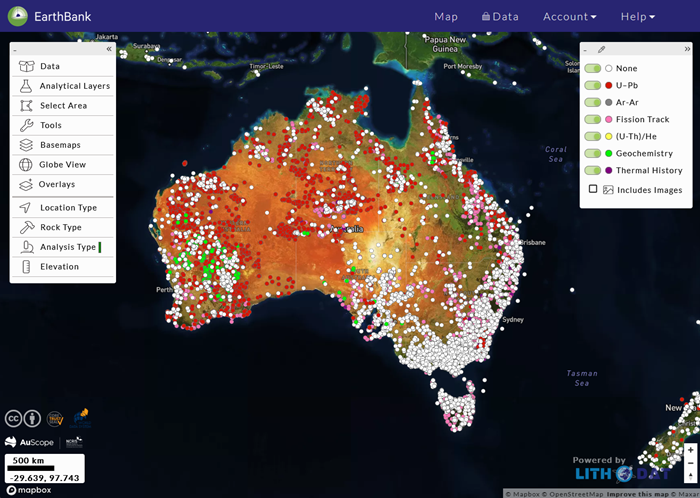 EarthBank
Map
Data
Account
Help
Jakarta
Surabaya
Denpasar
Timor-Leste
Papua New
Guinea
Port Moresby
Data
Analytical Layers
Select Area
Tools
Basemaps
Globe View
Overlays
Location Type
Rock Type
Analysis Type
Elevation
None
U–Pb
Ar-Ar
Fission Track
(U-Th)/He
Geochemistry
Thermal History
Includes Images
Coral
Sea
Brisbane
Perth
Sydney
Tasman
Sea
New
AuScope
NCRIS
500 km
-29.639, 97.743
mapbox
Powered by
LITHODAT
© Mapbox © OpenStreetMap Improve this map © Maxar